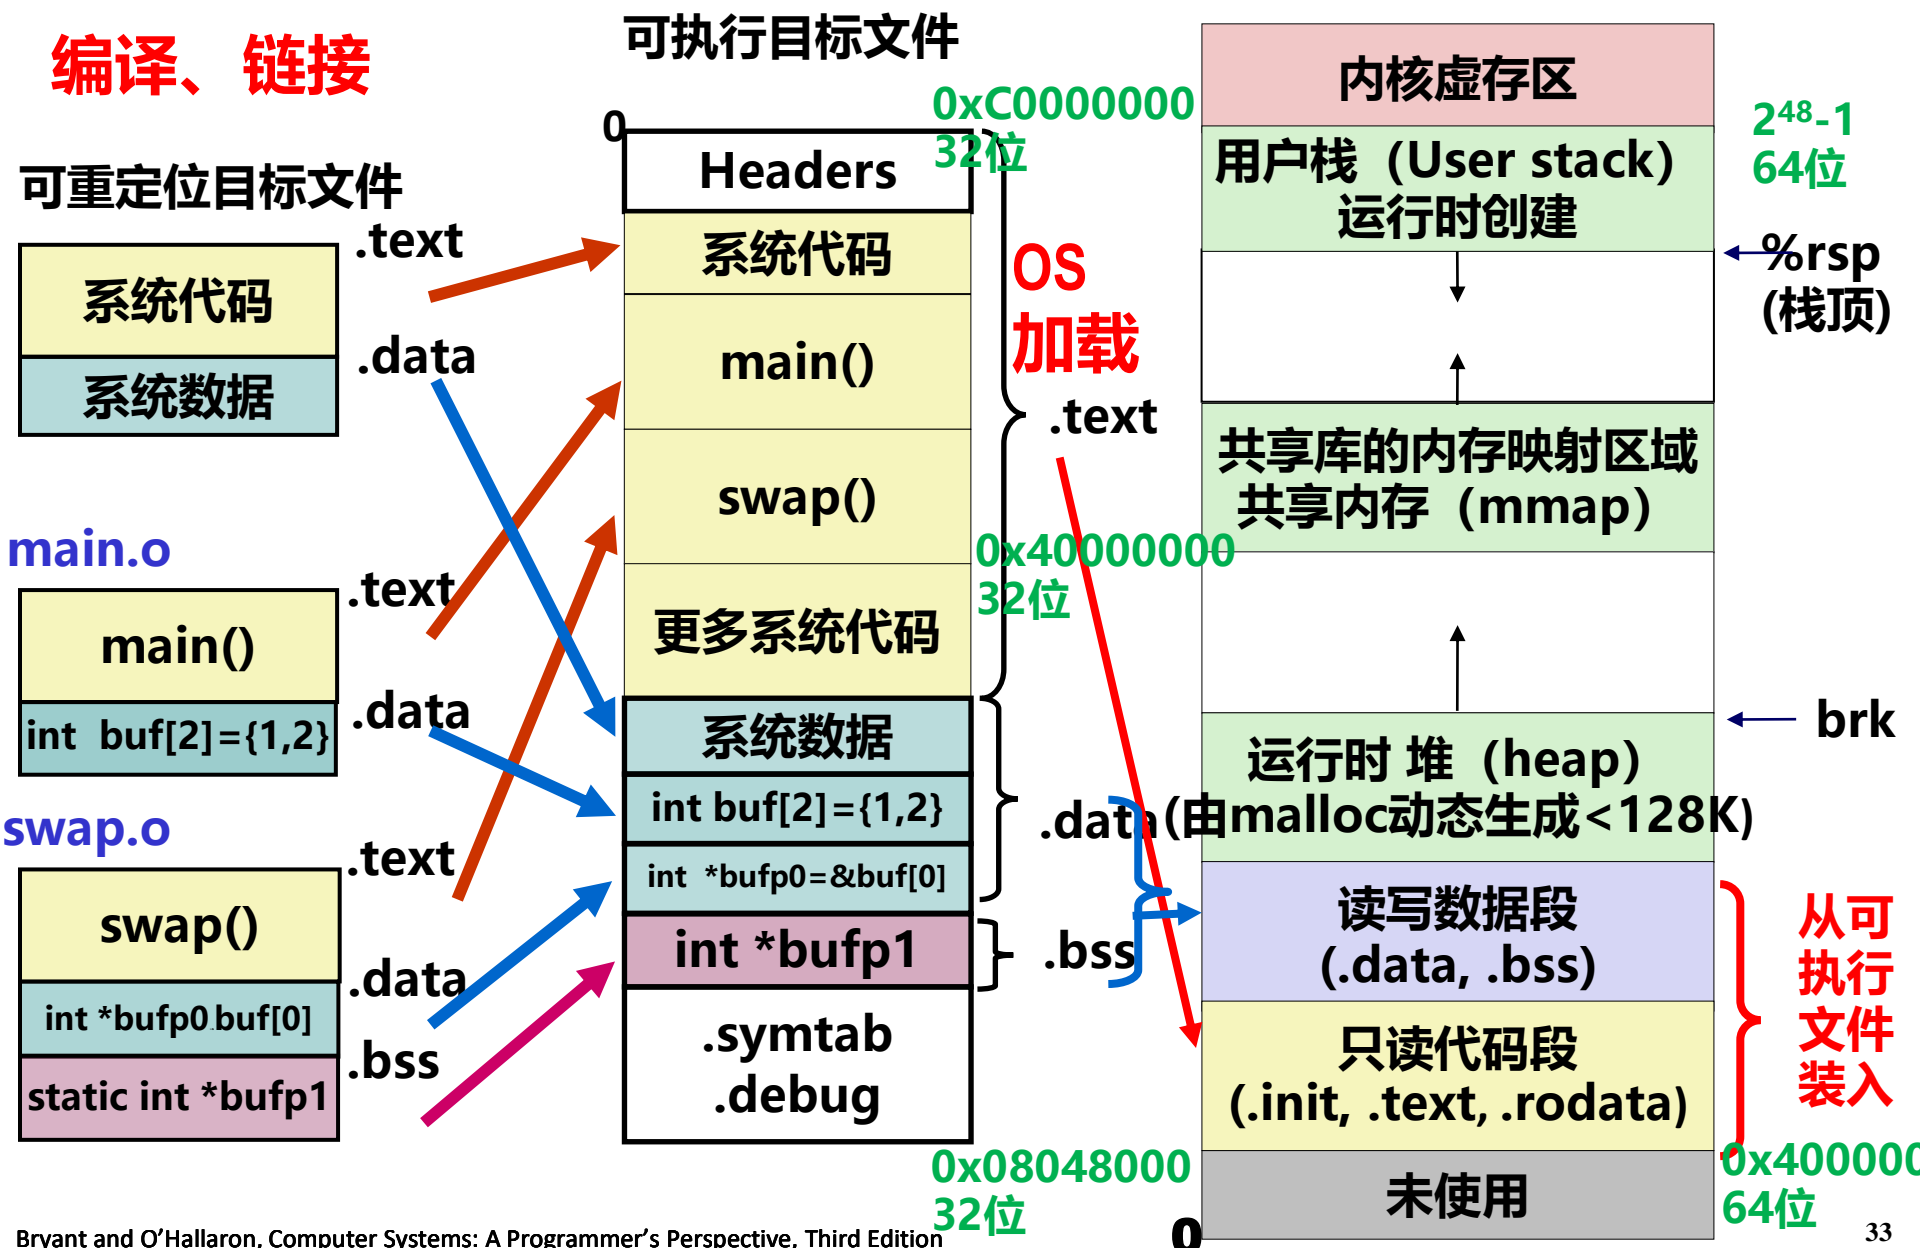 编译、链接
可重定位目标文件
系统代码
.text
系统数据
.data
main.o
main()
.text
int buf[2]={1,2}
.data
swap.o
swap()
.text
int *bufp0 buf[0]
.data
static int *bufp1
.bss
可执行目标文件
0
Headers
系统代码
main()
swap()
更多系统代码
系统数据
int buf[2]={1,2}
int *bufp0=&buf[0]
int *bufp1
.symtab
.debug
OS
加载
.text
.data
.bss
0xC0000000
32位
0x40000000
32位
0x08048000
32位
0
内核虚存区
用户栈（User stack）
运行时创建
共享库的内存映射区域
共享内存（mmap）
运行时 堆（heap）
(由malloc动态生成<128K)
读写数据段
(.data, .bss)
只读代码段
(.init, .text, .rodata)
未使用
2⁴⁸-1
64位
%rsp
(栈顶)
brk
从可
执行
文件
装入
0x400000
64位
Bryant and O’Hallaron, Computer Systems: A Programmer’s Perspective, Third Edition
33